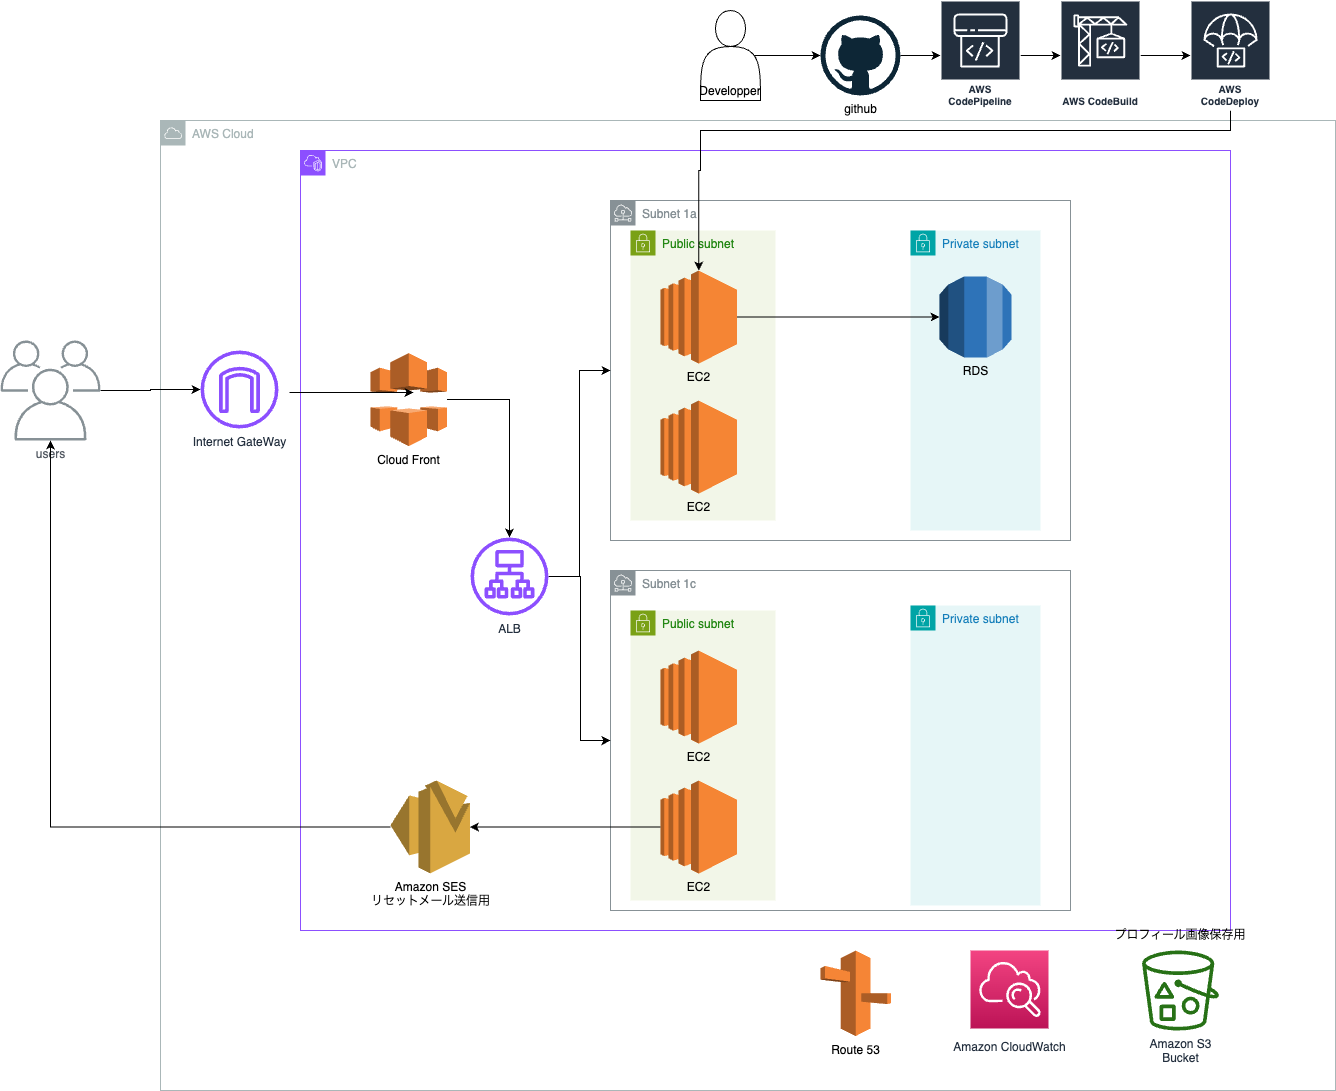 Developper
github
AWS
CodePipeline
AWS CodeBuild
AWS
CodeDeploy
AWS Cloud
VPC
Subnet 1a
Public subnet
Private subnet
EC2
RDS
EC2
users
Internet GateWay
Cloud Front
ALB
Subnet 1c
Public subnet
Private subnet
EC2
EC2
Amazon SES
リセットメール送信用
プロフィール画像保存用
Route 53
Amazon CloudWatch
Amazon S3
Bucket